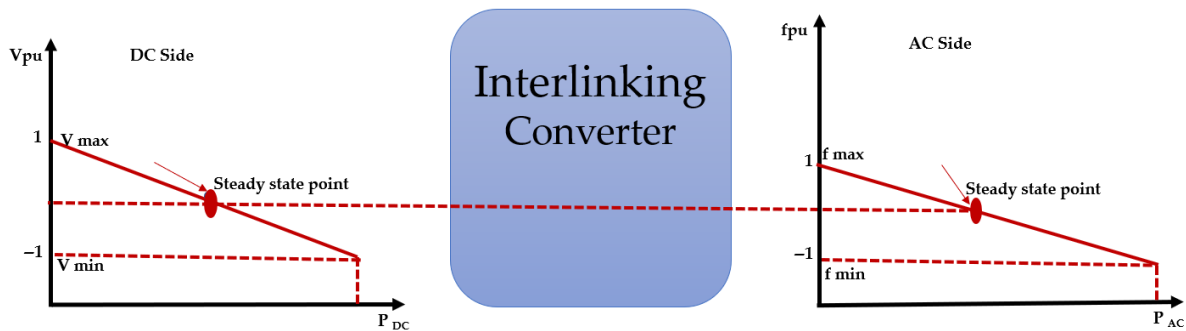 Vpu
DC Side
1
V max
Steady state point
–1
V min
P DC
Interlinking
Converter
fpu
AC Side
1
f max
Steady state point
–1
f min
P AC